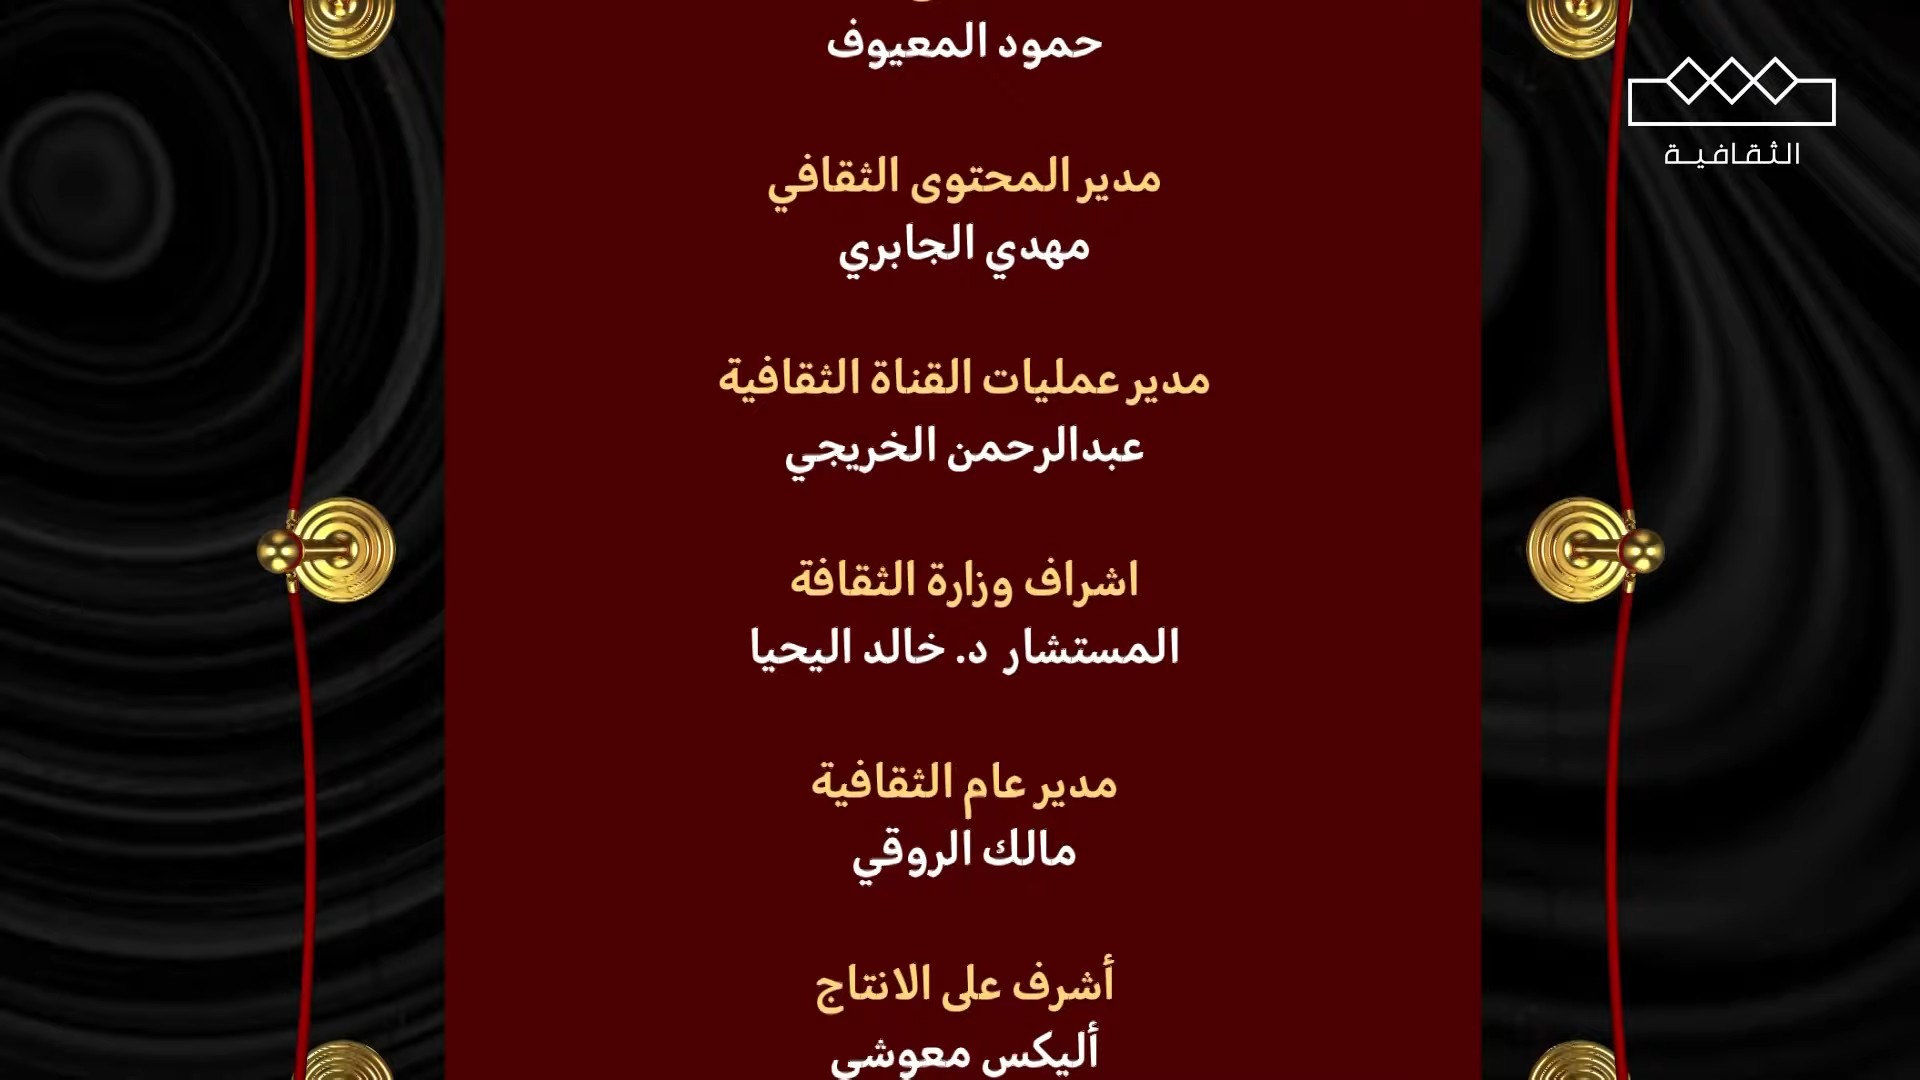 حمود المعيوف
الثقافية
مدير المحتوى الثقافي
مهدي الجابري
مدير عمليات القناة الثقافية
عبدالرحمن الخريجي
اشراف وزارة الثقافة
المستشار د. خالد اليحيا
مدير عام الثقافية
مالك الروقي
أشرف على الانتاج
أليكس معوشي